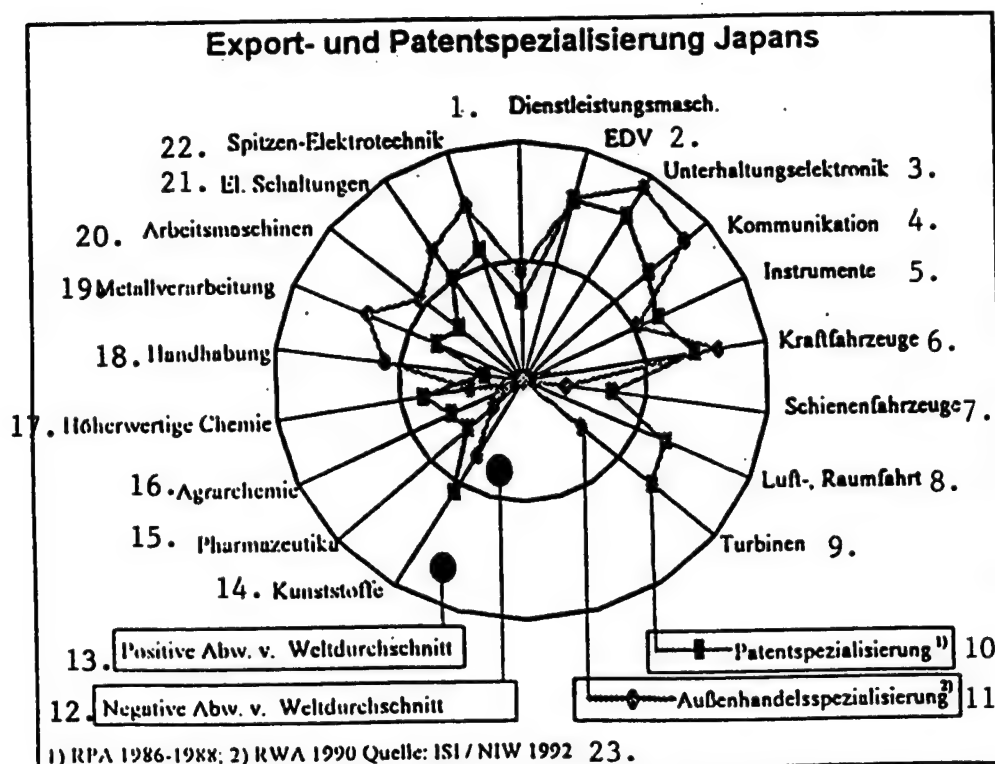 Export- und Patentspezialisierung Japans
1. Dienstleistungsmasch.
EDV 2.
Unterhaltungselektronik 3.
Kommunikation 4.
Instrumente 5.
Kraftfahrzeuge 6.
Schienenfahrzeuge 7.
Luft-, Raumfahrt 8.
Turbinen 9.
Patentspezialisierung 1) 10
Außenhandelsspezialisierung 2) 11
12. Negative Abw. v. Weltdurchschnitt
13. Positive Abw. v. Weltdurchschnitt
14. Kunststoffe
15. Pharmazeutika
16. Agrarchemie
17. Höherwertige Chemie
18. Handhabung
19 Metallverarbeitung
20. Arbeitsmaschinen
21. El. Schaltungen
22. Spitzen-Elektrotechnik
1) RPA 1986-1988; 2) RWA 1990 Quelle: ISI / NIW 1992 23.